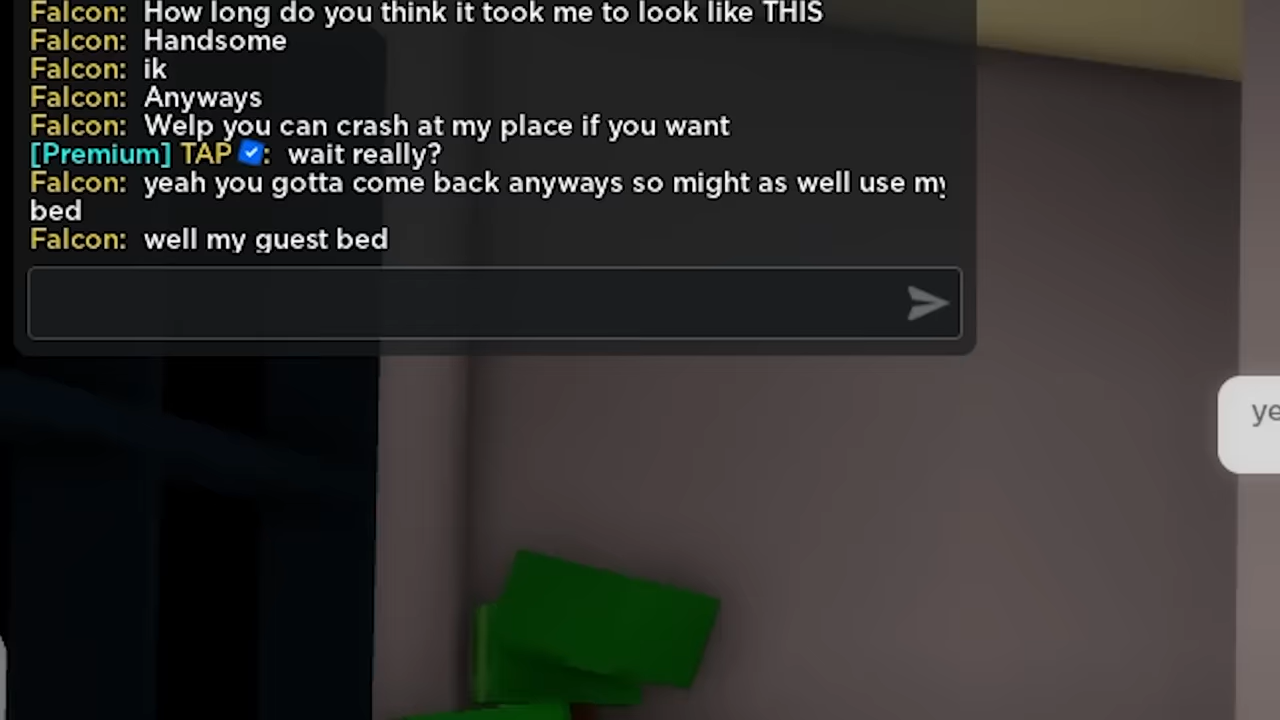 Falcon: How long do you think it took me to look like THIS
Falcon: Handsome
Falcon: ik
Falcon: Anyways
Falcon: Welp you can crash at my place if you want
[Premium] TAP : wait really?
Falcon: yeah you gotta come back anyways so might as well use my
bed
Falcon: well my guest bed
ye